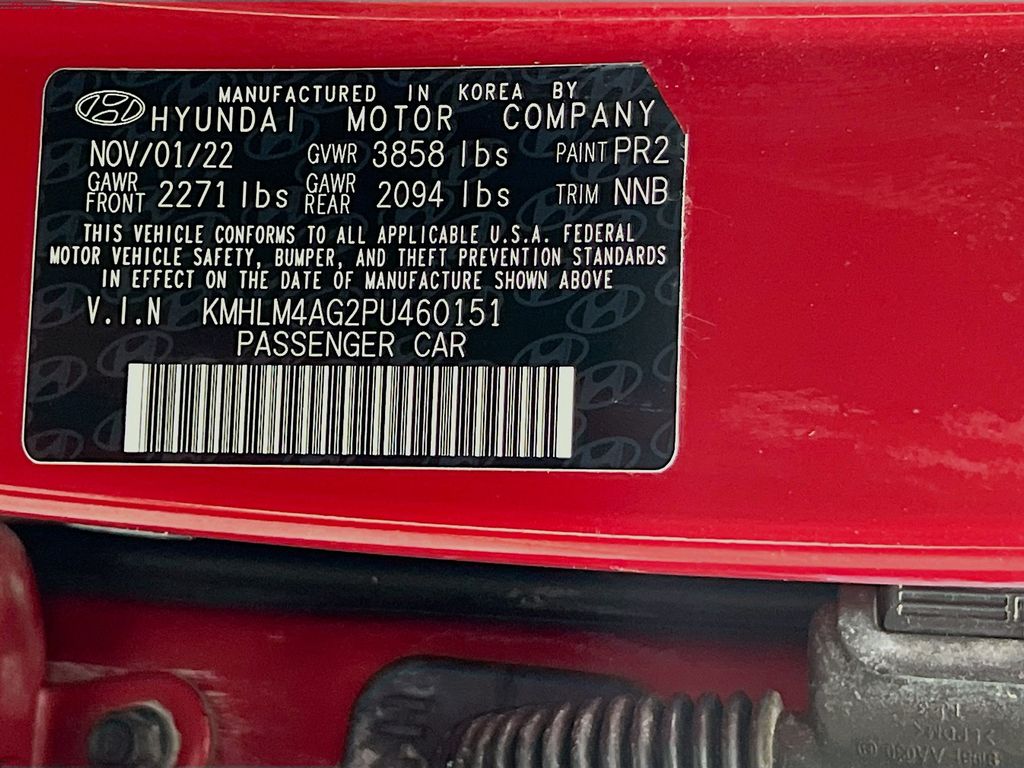 MANUFACTURED IN KOREA BY
HYUNDAI MOTOR COMPANY
NOV/01/22 GVWR 3858 lbs PAINT PR2
GAWR FRONT 2271 lbs GAWR REAR 2094 lbs TRIM NNB
THIS VEHICLE CONFORMS TO ALL APPLICABLE U.S.A. FEDERAL
MOTOR VEHICLE SAFETY, BUMPER, AND THEFT PREVENTION STANDARDS
IN EFFECT ON THE DATE OF MANUFACTURE SHOWN ABOVE
V.I.N KMHLM4AG2PU460151
PASSENGER CAR